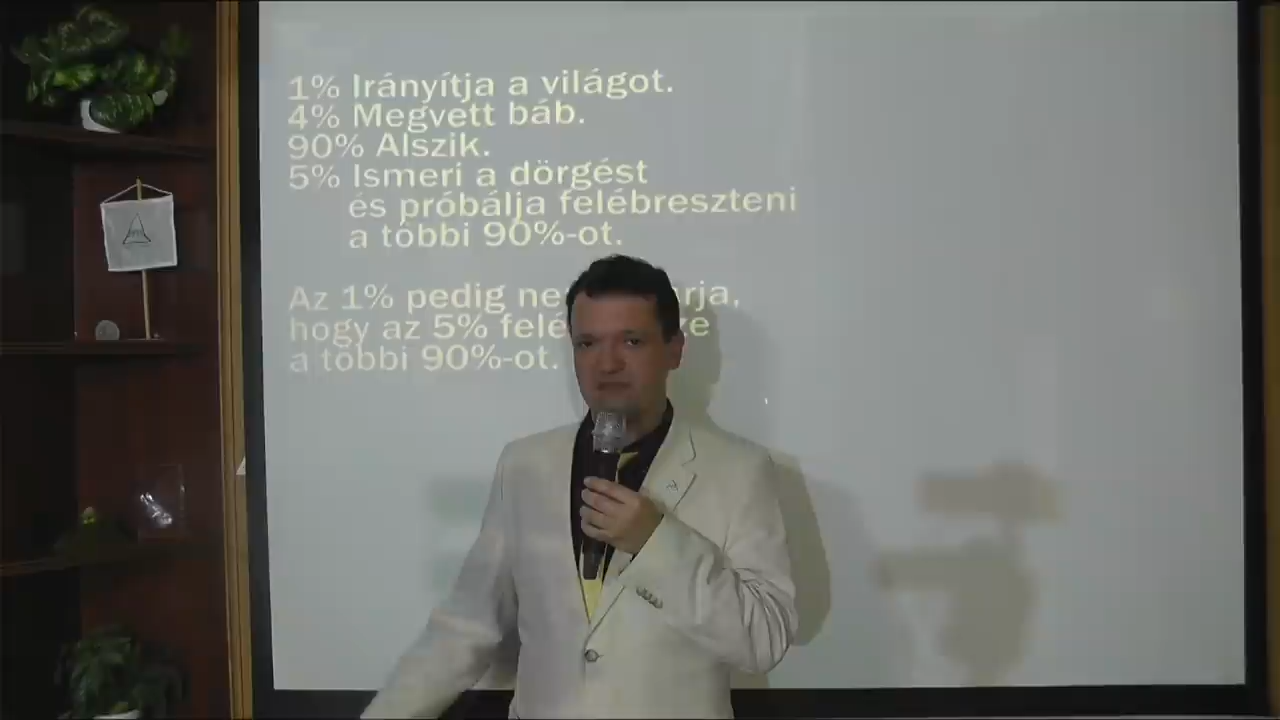 1% Irányítja a világot.
4% Megvett báb.
90% Alszik.
5% Ismeri a dörgést
és próbálja felébreszteni
a többi 90%-ot.
Az 1% pedig
hogy az 5%
a többi 90%-ot.